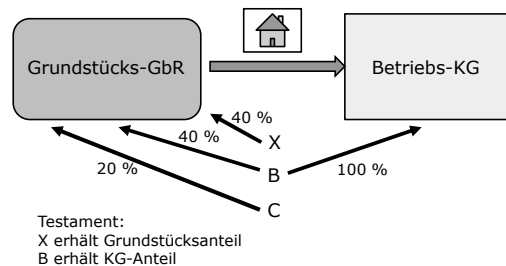 Grundstücks-GbR
Betriebs-KG
40 %
X
40 %
B
100 %
20 %
C
Testament:
X erhält Grundstücksanteil
B erhält KG-Anteil